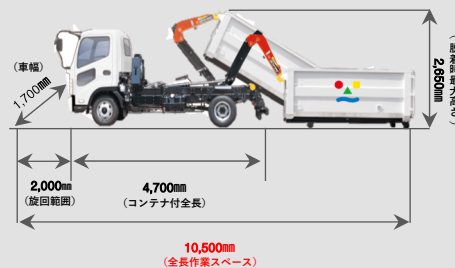 （車幅）
1,700mm
2,650mm
（脱着時最大高さ）
2,000mm
（旋回範囲）
4,700mm
（コンテナ付全長）
10,500mm
（全長作業スペース）